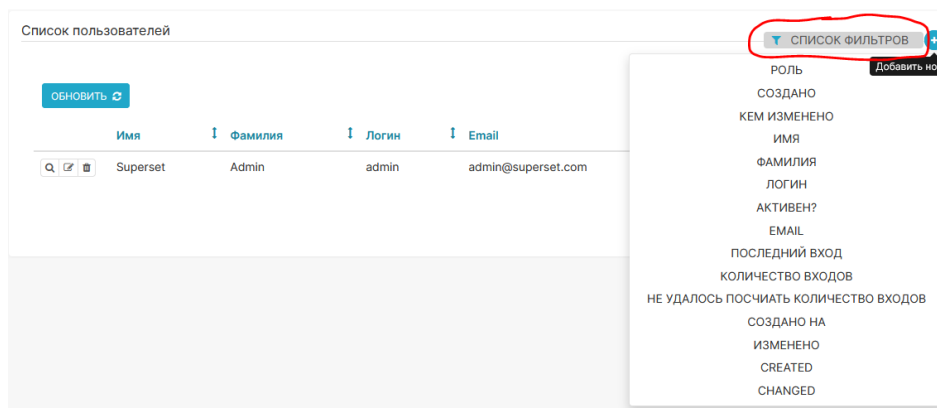 Список пользователей
СПИСОК ФИЛЬТРОВ
Добавить но
ОБНОВИТЬ
Имя Фамилия Логин Email
Superset Admin admin admin@superset.com
РОЛЬ
СОЗДАНО
КЕМ ИЗМЕНЕНО
ИМЯ
ФАМИЛИЯ
ЛОГИН
АКТИВЕН?
EMAIL
ПОСЛЕДНИЙ ВХОД
КОЛИЧЕСТВО ВХОДОВ
НЕ УДАЛОСЬ ПОСЧИАТЬ КОЛИЧЕСТВО ВХОДОВ
СОЗДАНО НА
ИЗМЕНЕНО
CREATED
CHANGED